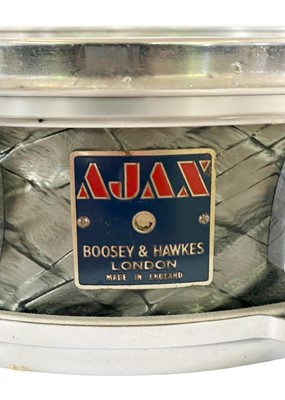 AJAX
BOOSEY & HAWKES
LONDON
MADE IN ENGLAND